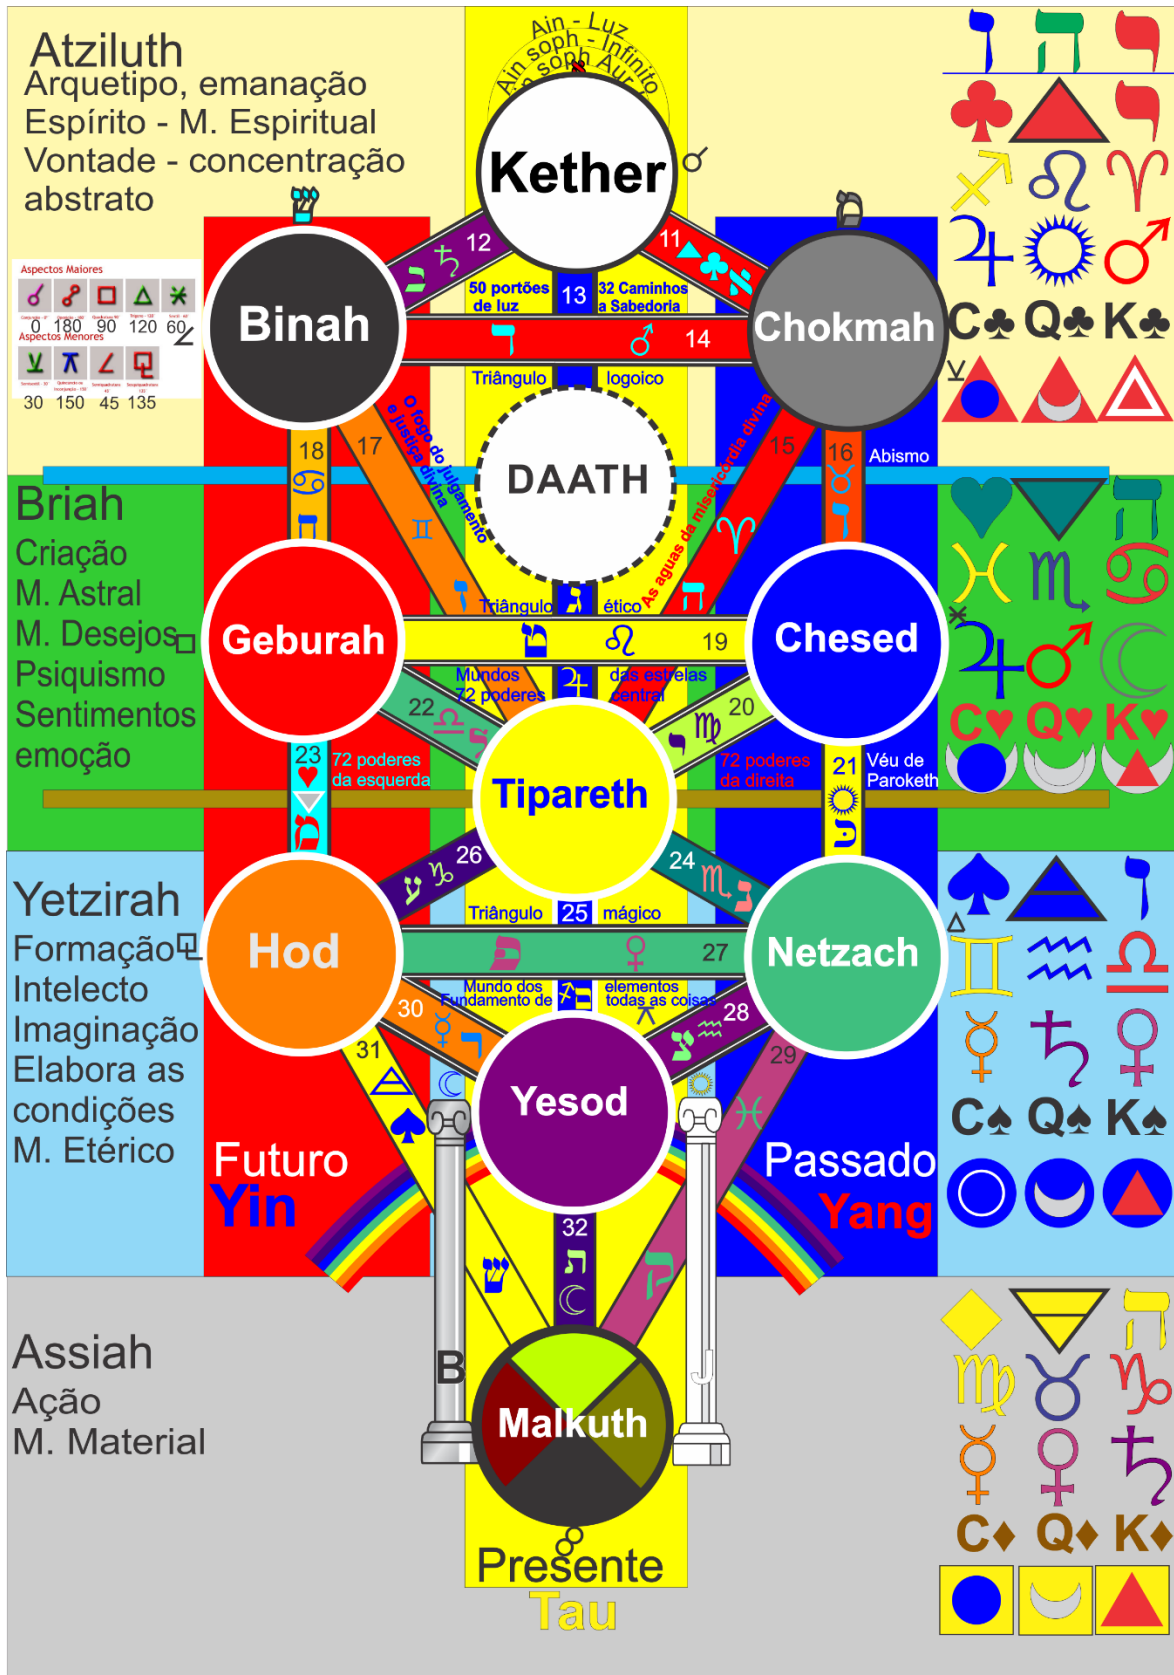 Ain - Luz
Ain soph - Infinito
soph Aur
Atziluth
Arquetipo, emanação
Espírito - M. Espiritual
Vontade - concentração
abstrato
ו ה י
Kether
י
ש
מ
12 כ
11 א
Aspectos Maiores
0 180 90 120 60
Aspectos Menores
30 150 45 135
50 portões
de luz
13
32 Caminhos
a Sabedoria
Binah
Chokmah
ד 14
C♣ Q♣ K♣
Triângulo logoico
O fogo do julgamento
e justiça divina
As aguas da misericórdia divina
18
17
15
16
Abismo
DAATH
ח
ו
Briah
Criação
M. Astral
M. Desejos
Psiquismo
Sentimentos
emoção
ה
ז
ה
Triângulo ג ético
Geburah
Chesed
ט 19
Mundos das estrelas
72 poderes central
22
20
י
C♥ Q♥ K♥
23
72 poderes
da esquerda
72 poderes
da direita
21
Véu de
Paroketh
Tipareth
מ
כ
26
ע
24
נ
Yetzirah
Formação
Intelecto
Imaginação
Elabora as
condições
M. Etérico
ו
Triângulo 25 mágico
Hod
Netzach
פ 27
Mundo dos elementos
Fundamento de todas as coisas
30
ר
28
צ
31
29
Yesod
C♠ Q♠ K♠
Futuro
Yin
Passado
Yang
32
ת
ש
ק
Assiah
Ação
M. Material
ה
B
J
Malkuth
C♦ Q♦ K♦
Presente
Tau